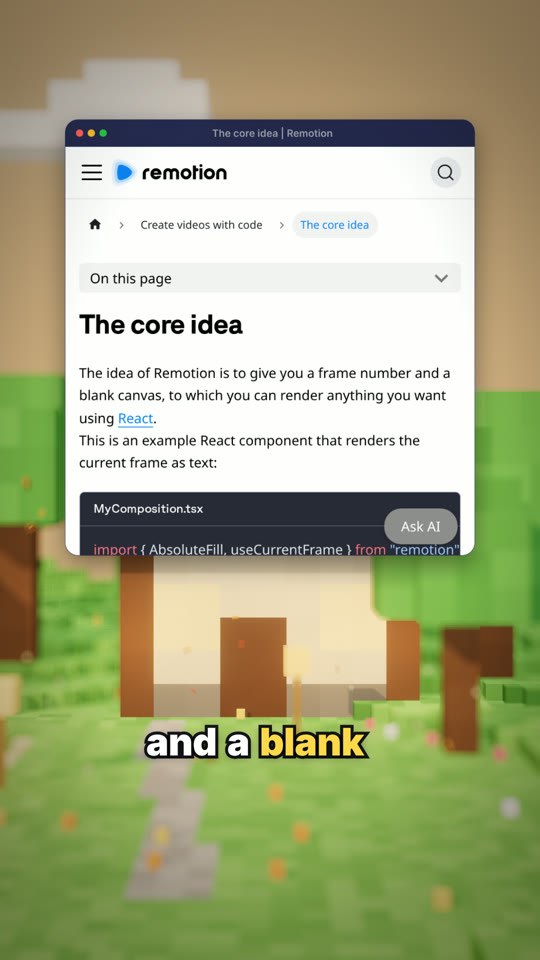 The core idea | Remotion
remotion
Create videos with code
The core idea
On this page
The core idea
The idea of Remotion is to give you a frame number and a
blank canvas, to which you can render anything you want
using React.
This is an example React component that renders the
current frame as text:
MyComposition.tsx
Ask AI
import { AbsoluteFill, useCurrentFrame } from "remotion"
and a blank